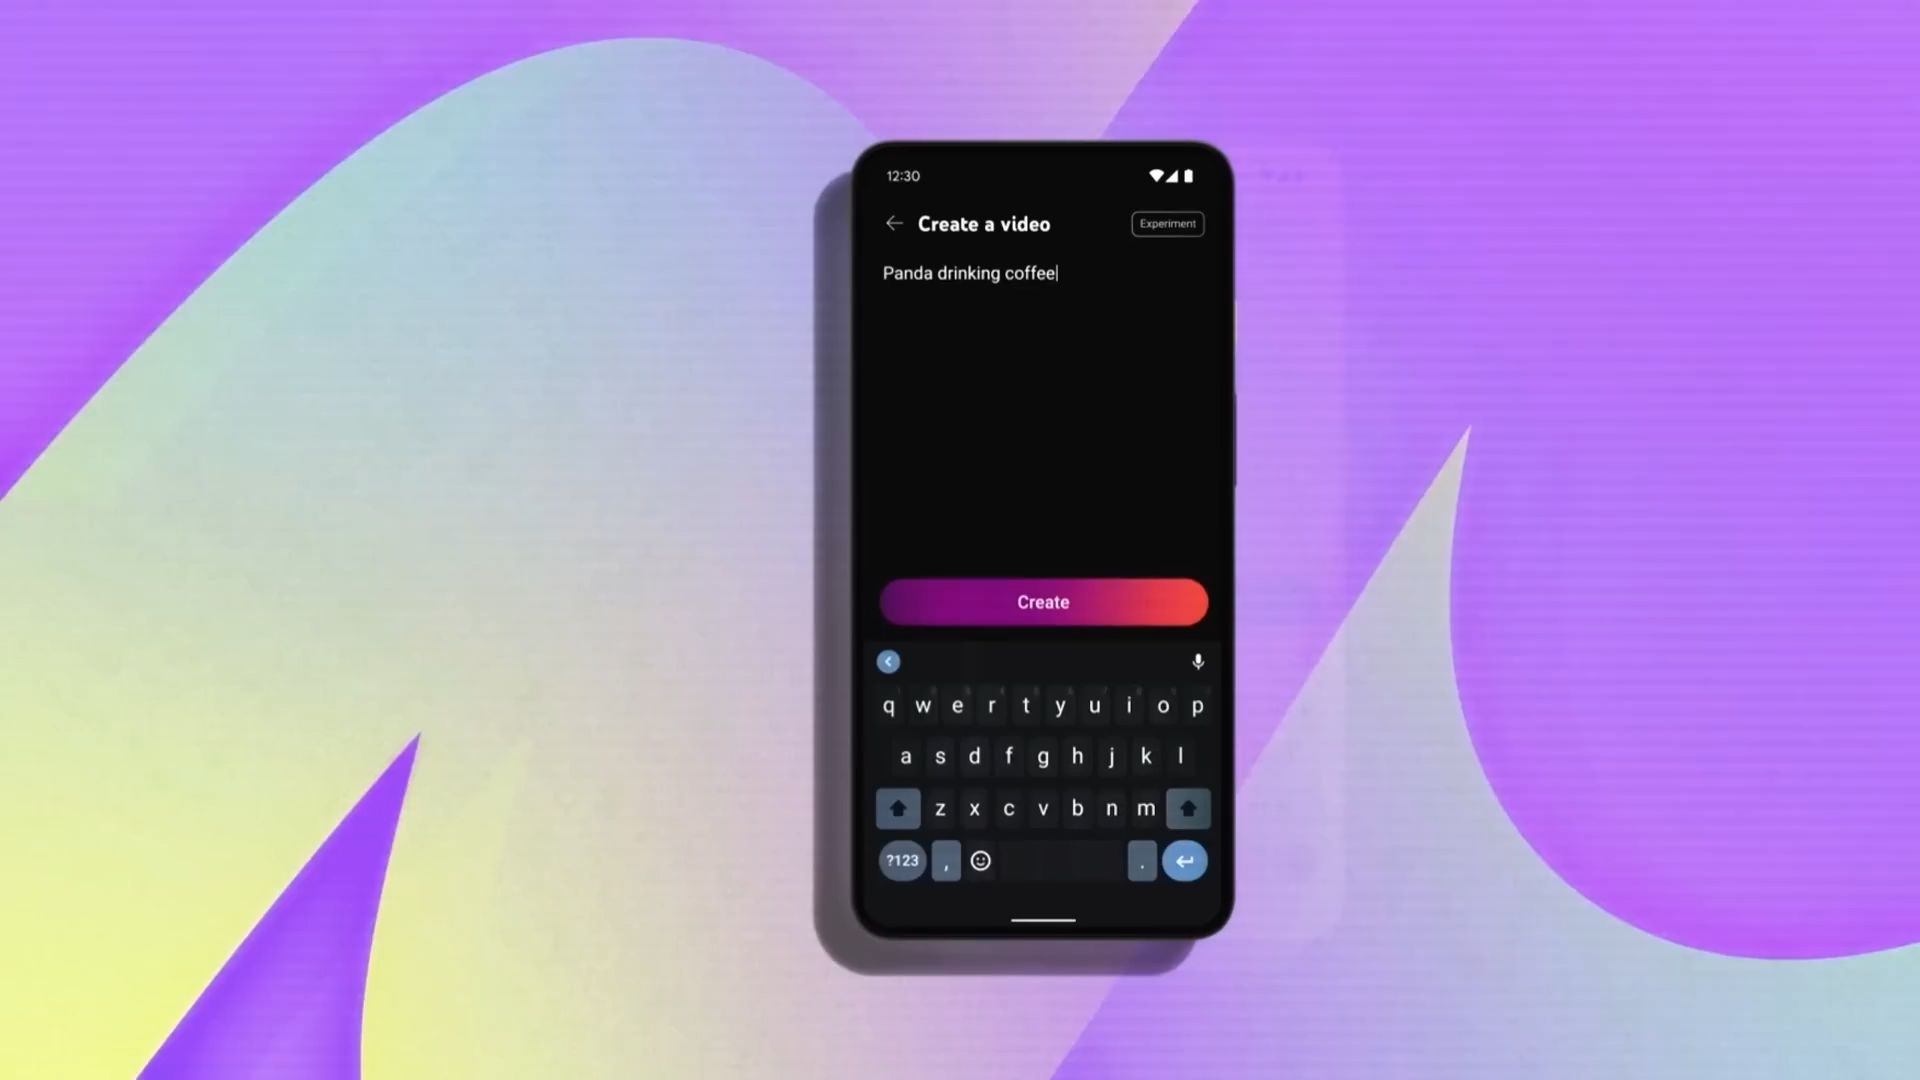 12:30
Create a video
Experiment
Panda drinking coffee
Create
q w e r t y u i o p
a s d f g h j k l
z x c v b n m
?123 , .